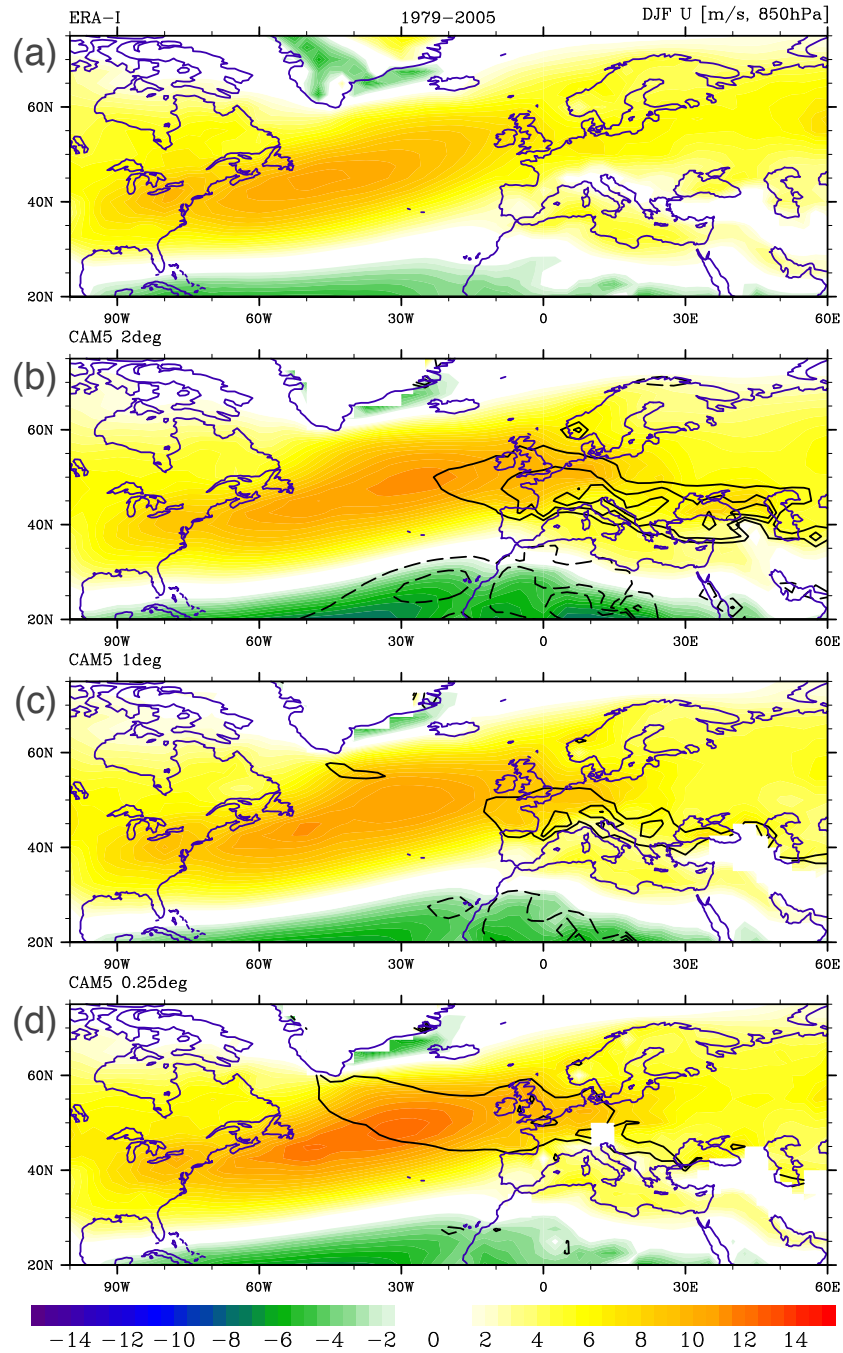 ERA-I 1979-2005 DJF U [m/s, 850hPa]
(a)
60N
40N
20N
90W 60W 30W 0 30E 60E
CAM5 2deg
(b)
60N
40N
20N
90W 60W 30W 0 30E 60E
CAM5 1deg
(c)
60N
40N
20N
90W 60W 30W 0 30E 60E
CAM5 0.25deg
(d)
60N
40N
20N
90W 60W 30W 0 30E 60E
-14 -12 -10 -8 -6 -4 -2 0 2 4 6 8 10 12 14